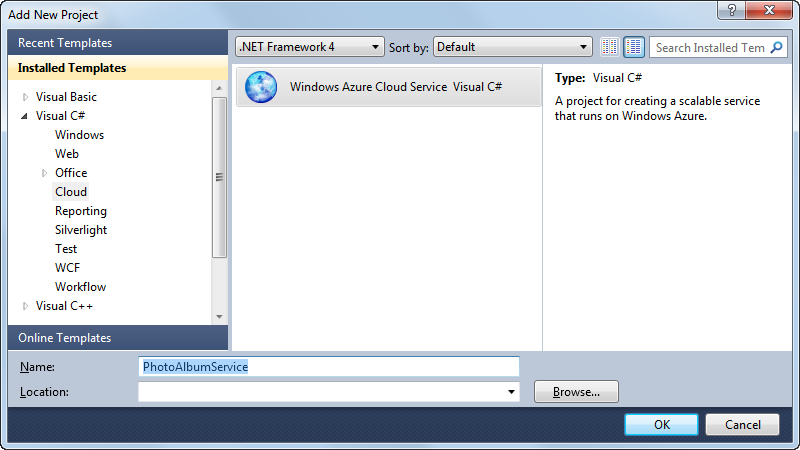 Add New Project
?
Recent Templates
.NET Framework 4
Sort by:
Default
Search Installed Tem
Installed Templates
Visual Basic
Visual C#
Windows
Web
Office
Cloud
Reporting
Silverlight
Test
WCF
Workflow
Visual C++
Online Templates
Windows Azure Cloud Service Visual C#
Type: Visual C#
A project for creating a scalable service
that runs on Windows Azure.
Name:
PhotoAlbumService
Location:
Browse...
OK
Cancel